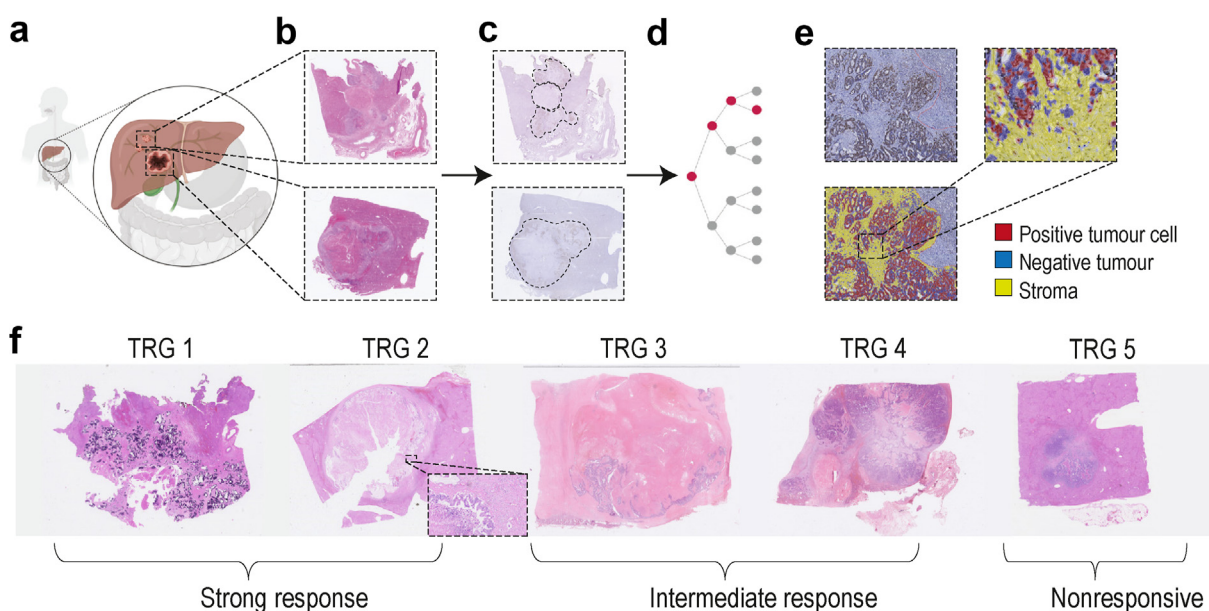 a
b
c
d
e
Positive tumour cell
Negative tumour
Stroma
f
TRG 1
TRG 2
TRG 3
TRG 4
TRG 5
Strong response
Intermediate response
Nonresponsive